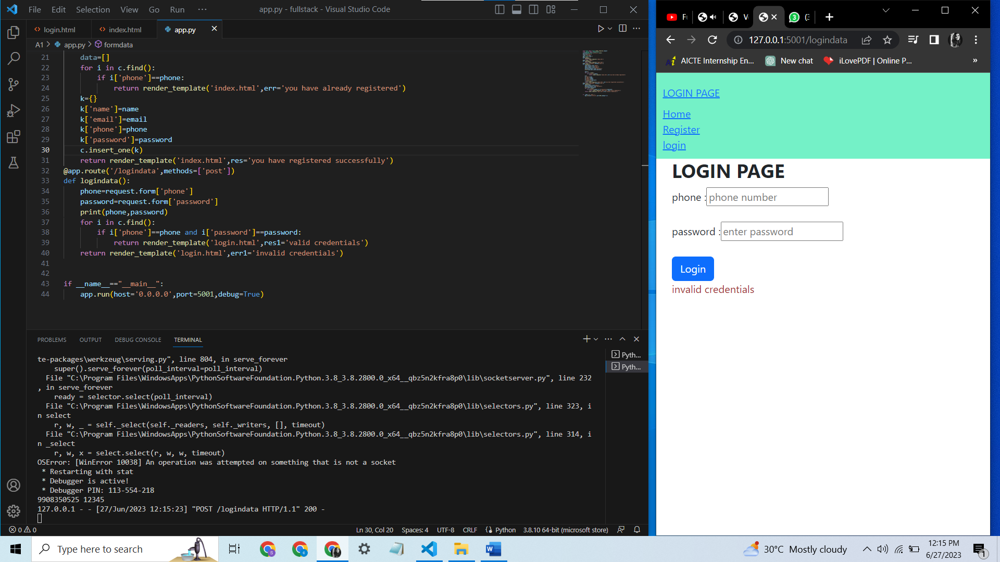 File Edit Selection View Go Run ··· app.py - fullstack - Visual Studio Code
login.html index.html app.py
A1 > app.py > formdata
21 data=[]
22 for i in c.find():
23 if i['phone']==phone:
24 return render_template('index.html',err='you have already registered')
25 k={}
26 k['name']=name
27 k['email']=email
28 k['phone']=phone
29 k['password']=password
30 c.insert_one(k)
31 return render_template('index.html',res='you have registered successfully')
32 @app.route('/logindata',methods=['post'])
33 def logindata():
34 phone=request.form['phone']
35 password=request.form['password']
36 print(phone,password)
37 for i in c.find():
38 if i['phone']==phone and i['password']==password:
39 return render_template('login.html',res1='valid credentials')
40 return render_template('login.html',err1='invalid credentials')
41
42
43 if __name__=="__main__":
44 app.run(host='0.0.0.0',port=5001,debug=True)
PROBLEMS OUTPUT DEBUG CONSOLE TERMINAL
te-packages\werkzeug\serving.py", line 804, in serve_forever
super().serve_forever(poll_interval=poll_interval)
File "C:\Program Files\WindowsApps\PythonSoftwareFoundation.Python.3.8_3.8.2800.0_x64__qbz5n2kfra8p0\lib\socketserver.py", line 232
, in serve_forever
ready = selector.select(poll_interval)
File "C:\Program Files\WindowsApps\PythonSoftwareFoundation.Python.3.8_3.8.2800.0_x64__qbz5n2kfra8p0\lib\selectors.py", line 323, i
n select
r, w, _ = self._select(self._readers, self._writers, [], timeout)
File "C:\Program Files\WindowsApps\PythonSoftwareFoundation.Python.3.8_3.8.2800.0_x64__qbz5n2kfra8p0\lib\selectors.py", line 314, i
n _select
r, w, x = select.select(r, w, w, timeout)
OSError: [WinError 10038] An operation was attempted on something that is not a socket
* Restarting with stat
* Debugger is active!
* Debugger PIN: 113-554-218
9908350525 12345
127.0.0.1 - - [27/Jun/2023 12:15:23] "POST /logindata HTTP/1.1" 200 -
Pyth...
Pyth...
0 0 Ln 30, Col 20 Spaces: 4 UTF-8 CRLF Python 3.8.10 64-bit (microsoft store)
127.0.0.1:5001/logindata
AICTE Internship En... New chat iLovePDF | Online P... »
LOGIN PAGE
Home
Register
login
LOGIN PAGE
phone : phone number
password : enter password
Login
invalid credentials
Type here to search
30°C Mostly cloudy
12:15 PM
6/27/2023
1